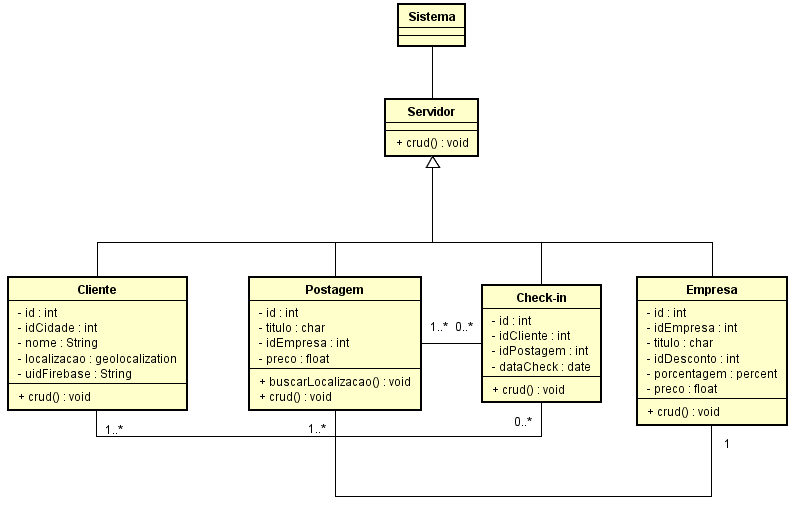 Sistema
Servidor
+ crud() : void
Cliente
- id : int
- idCidade : int
- nome : String
- localizacao : geolocalization
- uidFirebase : String
+ crud() : void
Postagem
- id : int
- titulo : char
- idEmpresa : int
- preco : float
+ buscarLocalizacao() : void
+ crud() : void
1..* 0..*
Check-in
- id : int
- idCliente : int
- idPostagem : int
- dataCheck : date
+ crud() : void
Empresa
- id : int
- idEmpresa : int
- titulo : char
- idDesconto : int
- porcentagem : percent
- preco : float
+ crud() : void
1..*
1..*
0..*
1